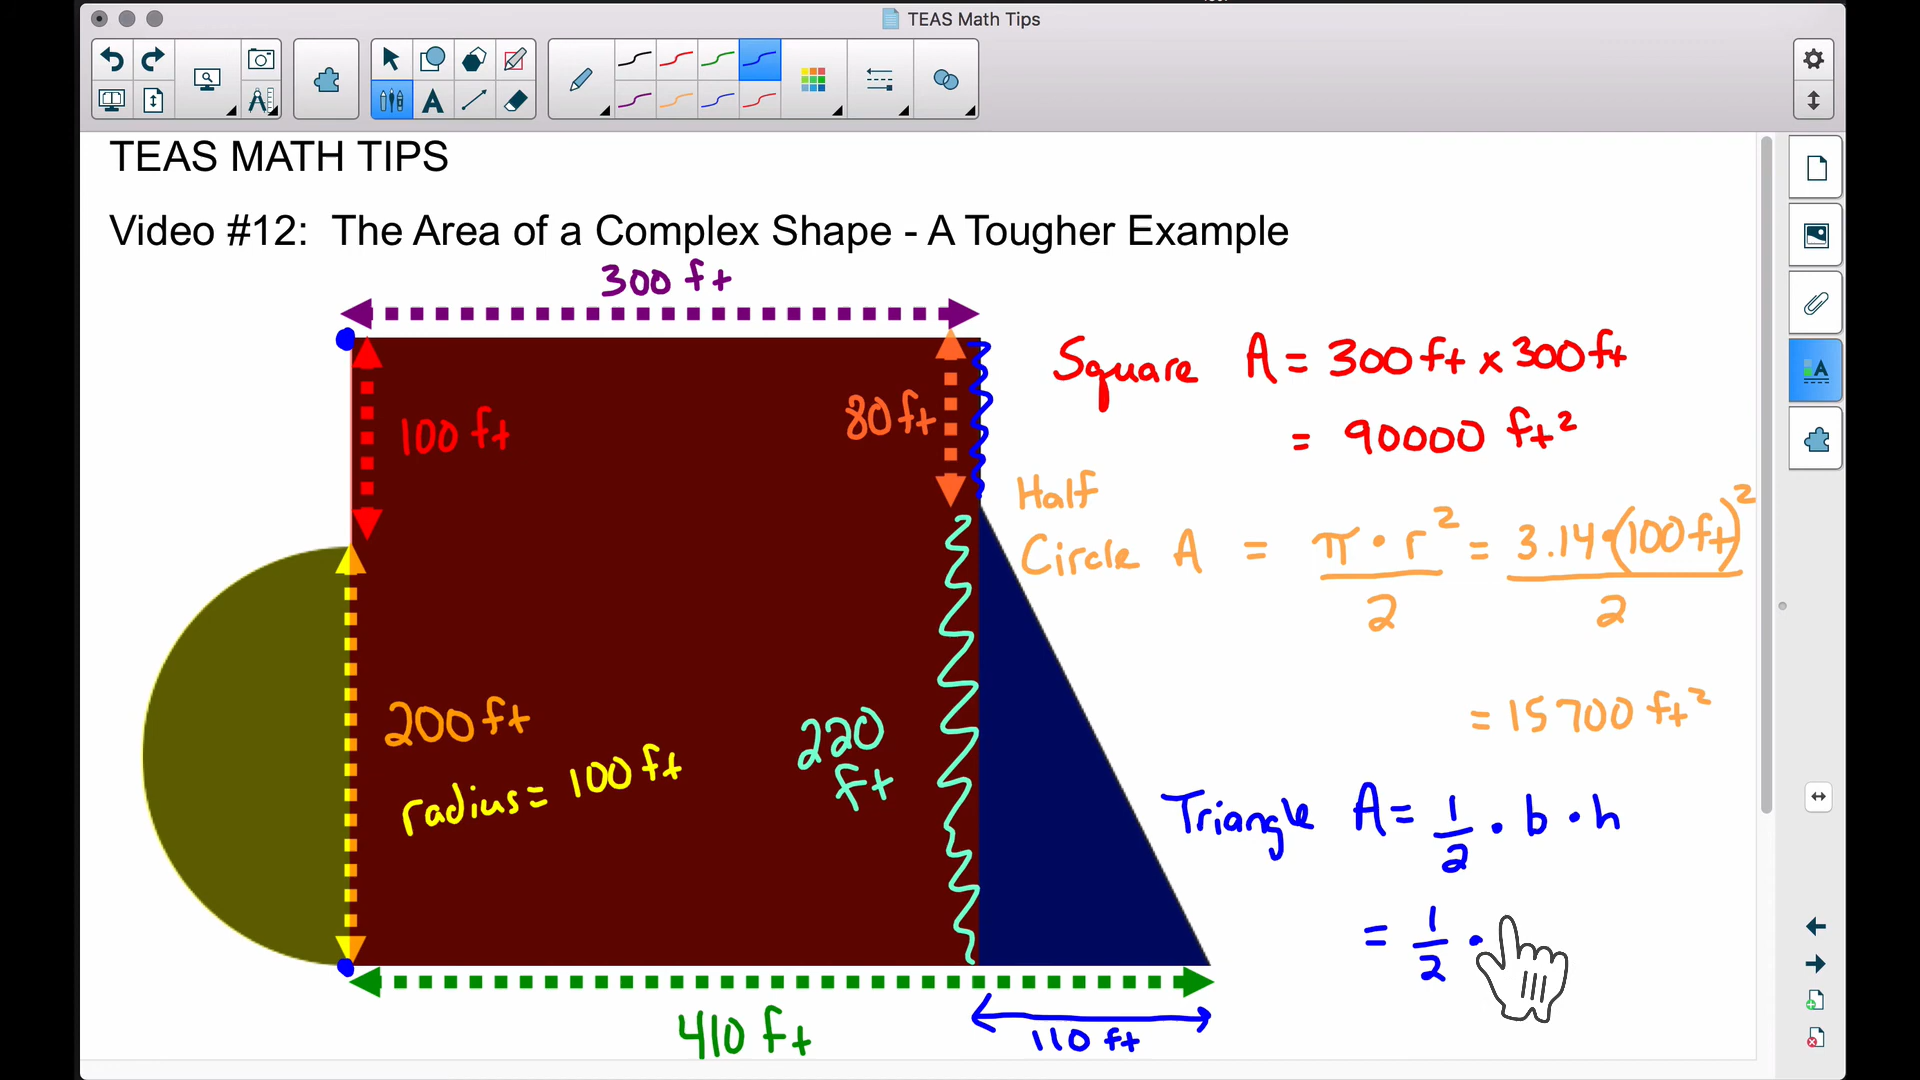 TEAS Math Tips
TEAS MATH TIPS
Video #12: The Area of a Complex Shape - A Tougher Example
300 ft
100 ft
80 ft
200 ft
radius = 100 ft
220
ft
410 ft
110 ft
Square A = 300 ft x 300 ft
= 90000 ft²
Half
Circle A = π · r² / 2 = 3.14 · (100 ft)² / 2
= 15700 ft²
Triangle A = 1/2 · b · h
= 1/2 ·